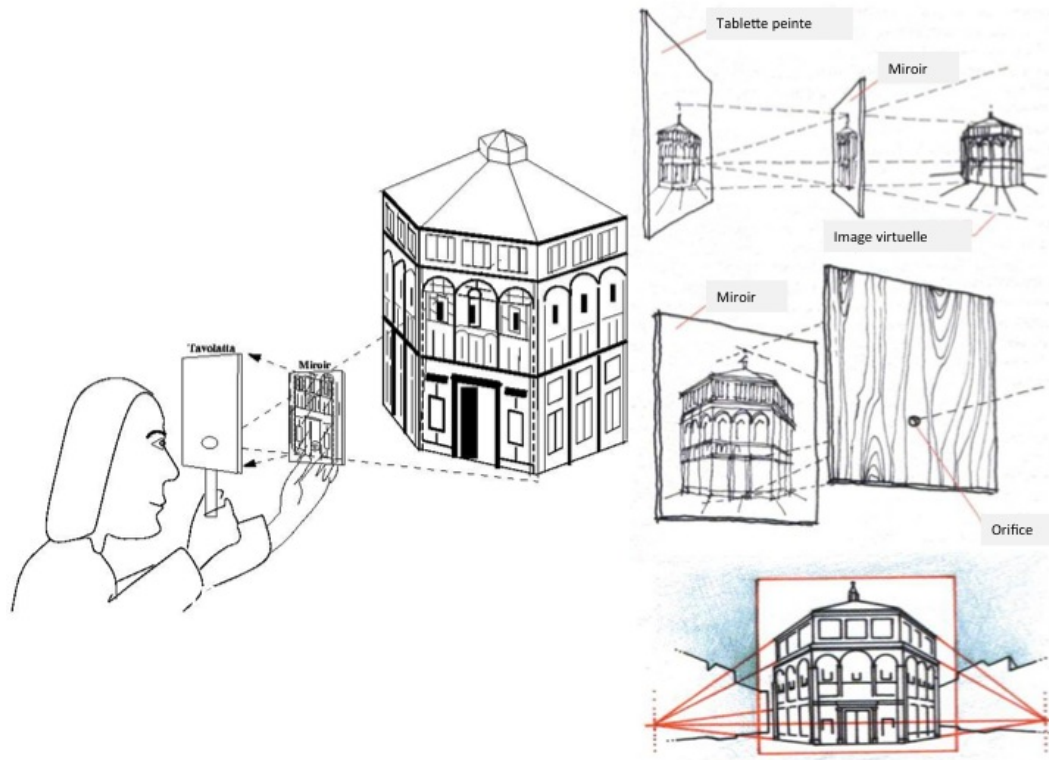 Tavolatta
Miroir
Tablette peinte
Miroir
Image virtuelle
Miroir
Orifice